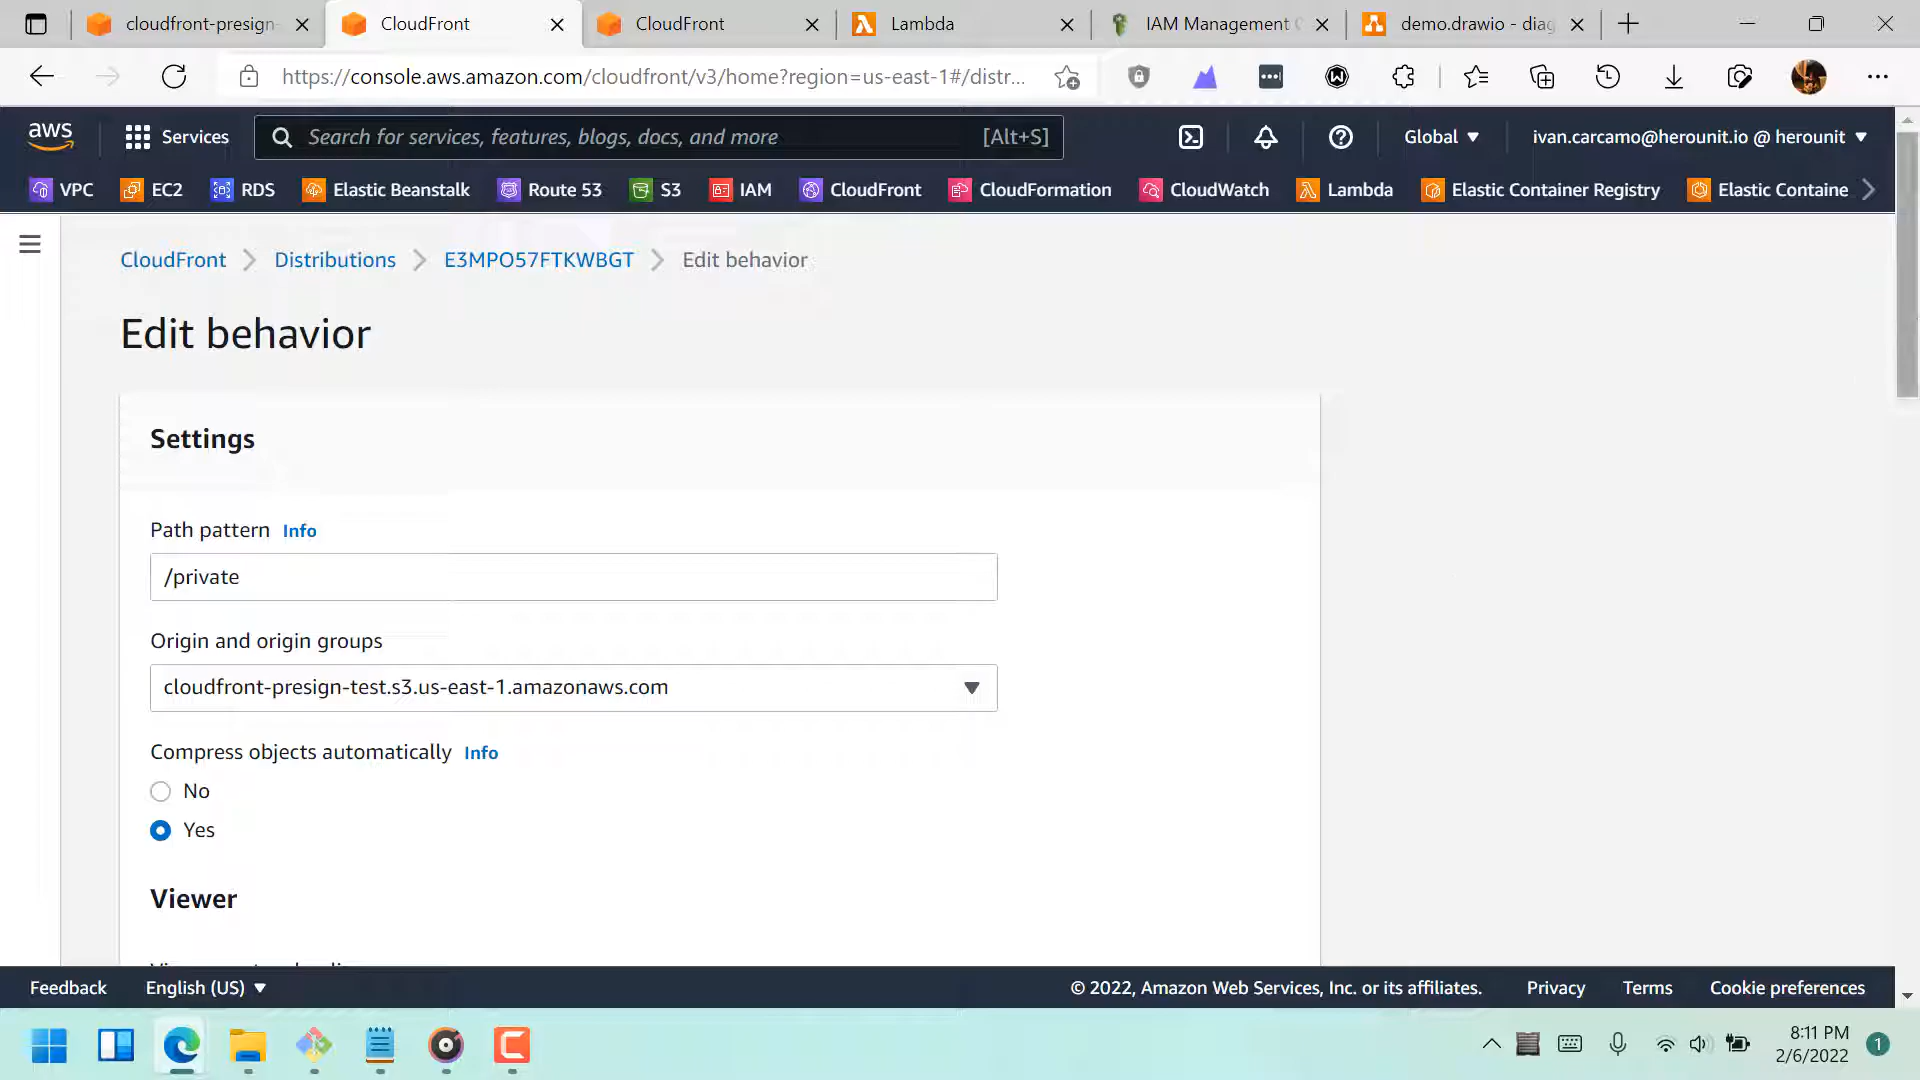 cloudfront-presign-
CloudFront
CloudFront
Lambda
IAM Management C
demo.drawio - diag
https://console.aws.amazon.com/cloudfront/v3/home?region=us-east-1#/distr...
aws
Services
Search for services, features, blogs, docs, and more
[Alt+S]
Global
ivan.carcamo@herounit.io @ herounit
VPC
EC2
RDS
Elastic Beanstalk
Route 53
S3
IAM
CloudFront
CloudFormation
CloudWatch
Lambda
Elastic Container Registry
Elastic Containe
CloudFront
Distributions
E3MPO57FTKWBGT
Edit behavior
Edit behavior
Settings
Path pattern Info
/private
Origin and origin groups
cloudfront-presign-test.s3.us-east-1.amazonaws.com
Compress objects automatically Info
No
Yes
Viewer
Feedback
English (US)
© 2022, Amazon Web Services, Inc. or its affiliates.
Privacy
Terms
Cookie preferences
8:11 PM
2/6/2022
1